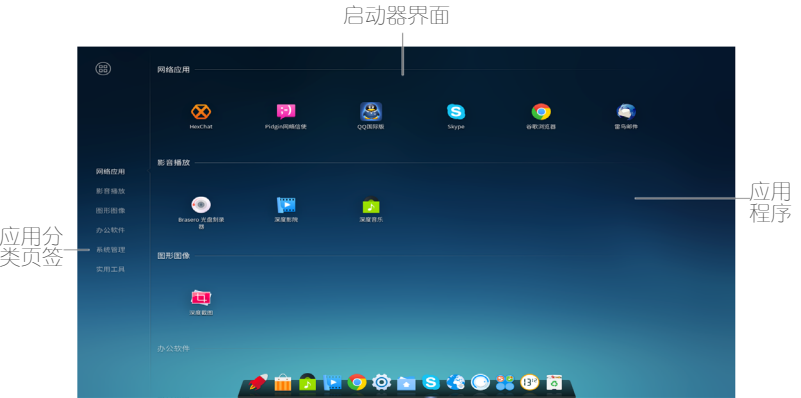 启动器界面
网络应用
HexChat
Pidgin网络信使
QQ国际版
Skype
谷歌浏览器
雷鸟邮件
影音播放
网络应用
影音播放
图形图像
办公软件
系统管理
实用工具
Brasero 光盘刻录
器
深度影院
深度音乐
应用
程序
应用分
类页签
图形图像
深度截图
办公软件